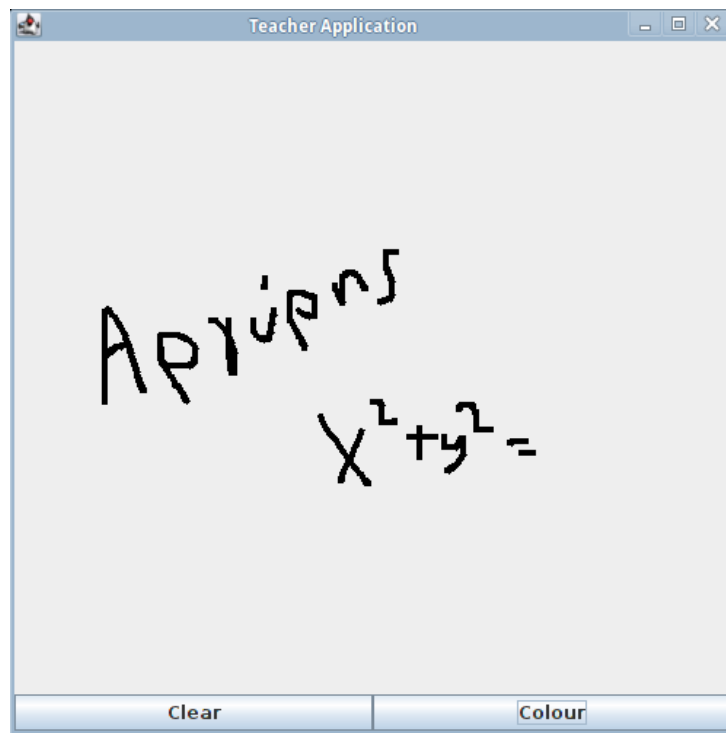 Teacher Application
Αργύρης
x²+y²=
Clear
Colour